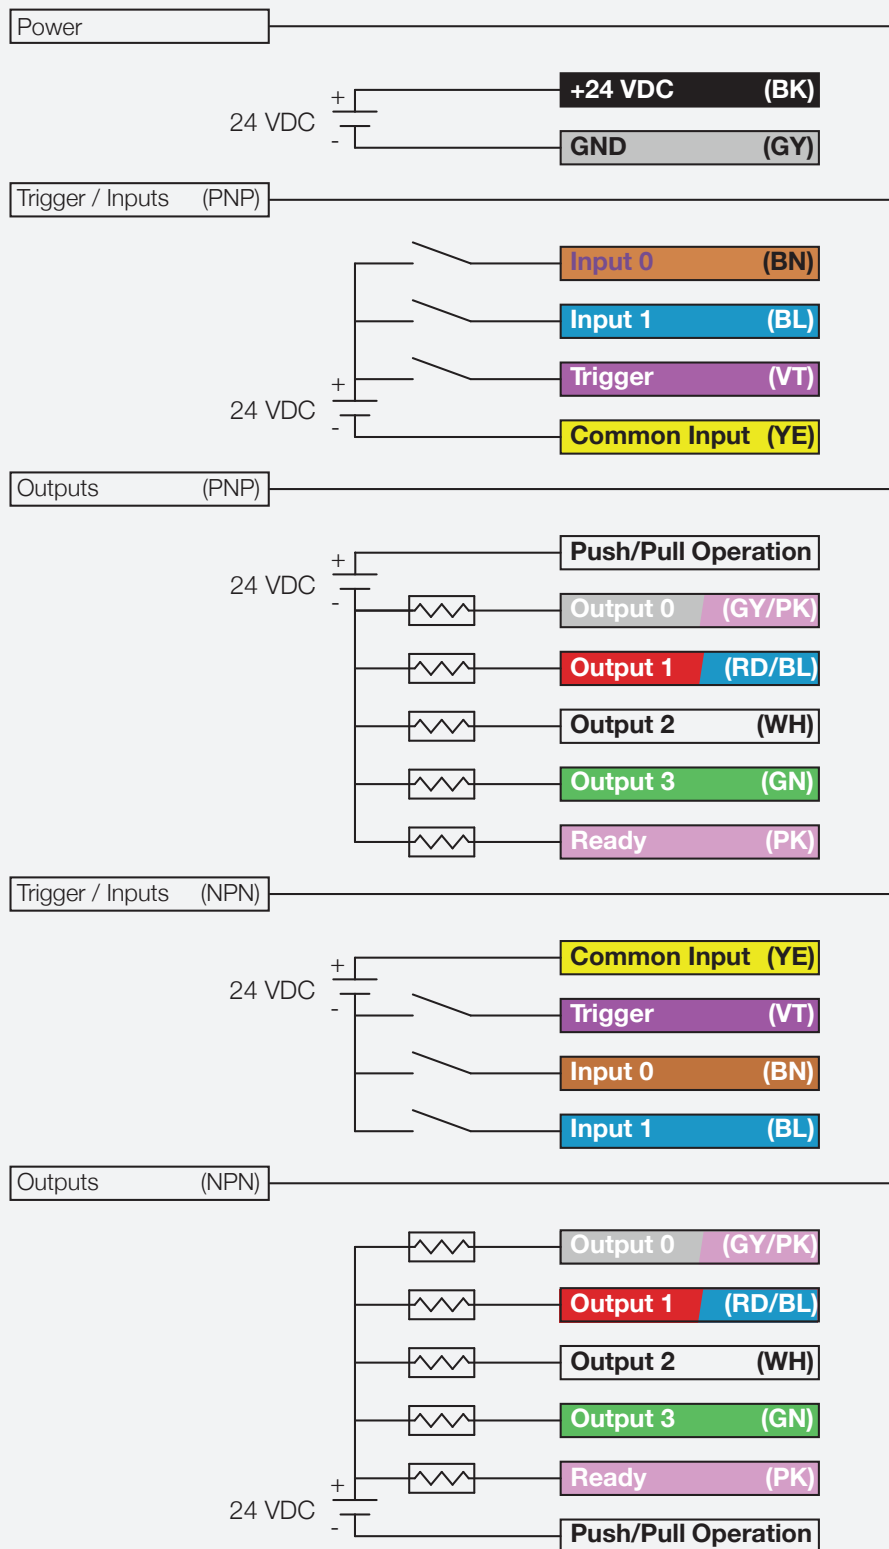 Power
+
24 VDC
-
+24 VDC (BK)
GND (GY)
Trigger / Inputs (PNP)
Input 0 (BN)
Input 1 (BL)
+
Trigger (VT)
24 VDC
-
Common Input (YE)
Outputs (PNP)
+
Push/Pull Operation
24 VDC
-
Output 0 (GY/PK)
Output 1 (RD/BL)
Output 2 (WH)
Output 3 (GN)
Ready (PK)
Trigger / Inputs (NPN)
+
Common Input (YE)
24 VDC
-
Trigger (VT)
Input 0 (BN)
Input 1 (BL)
Outputs (NPN)
Output 0 (GY/PK)
Output 1 (RD/BL)
Output 2 (WH)
Output 3 (GN)
+
Ready (PK)
24 VDC
-
Push/Pull Operation